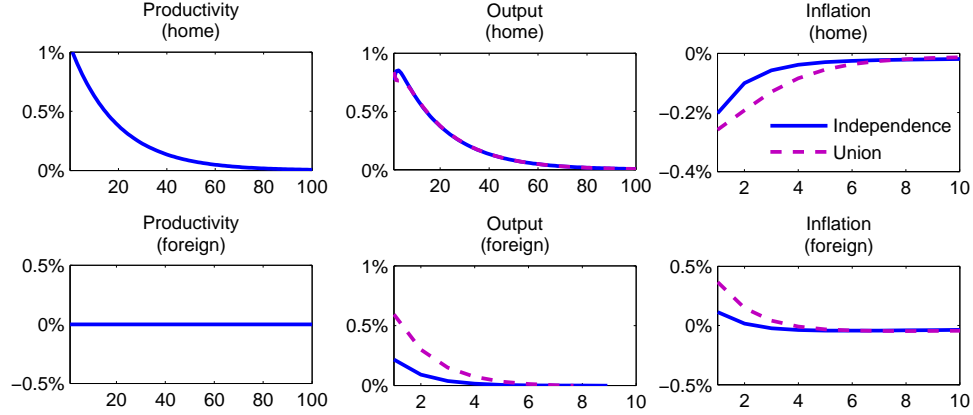 Productivity
(home)
Output
(home)
Inflation
(home)
1%
0.5%
0%
20 40 60 80 100
1%
0.5%
0%
20 40 60 80 100
0%
−0.2%
−0.4%
2 4 6 8 10
Independence
Union
Productivity
(foreign)
Output
(foreign)
Inflation
(foreign)
0.5%
0%
−0.5%
20 40 60 80 100
1%
0.5%
0%
2 4 6 8 10
0.5%
0%
−0.5%
2 4 6 8 10